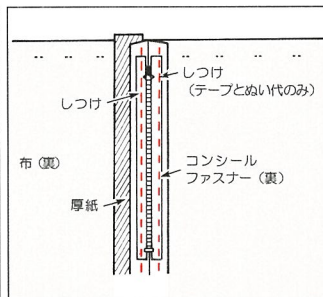 しつけ
(テープとぬい代のみ)
しつけ
布(裏)
コンシール
ファスナー(裏)
厚紙